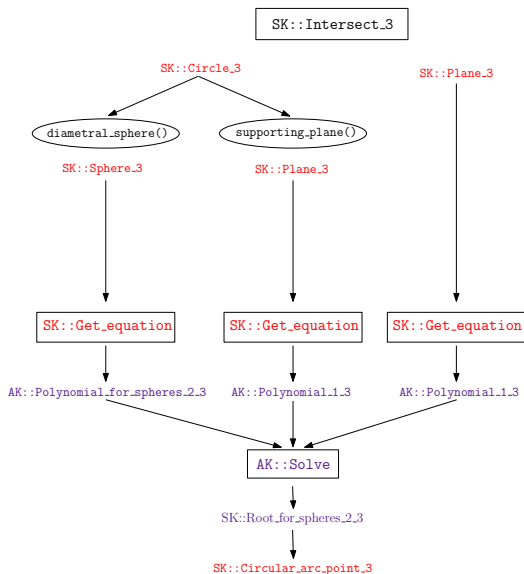 SK::Intersect_3
SK::Circle_3
SK::Plane_3
diametral_sphere()
supporting_plane()
SK::Sphere_3
SK::Plane_3
SK::Get_equation
SK::Get_equation
SK::Get_equation
AK::Polynomial_for_spheres_2_3
AK::Polynomial_1_3
AK::Polynomial_1_3
AK::Solve
SK::Root_for_spheres_2_3
SK::Circular_arc_point_3